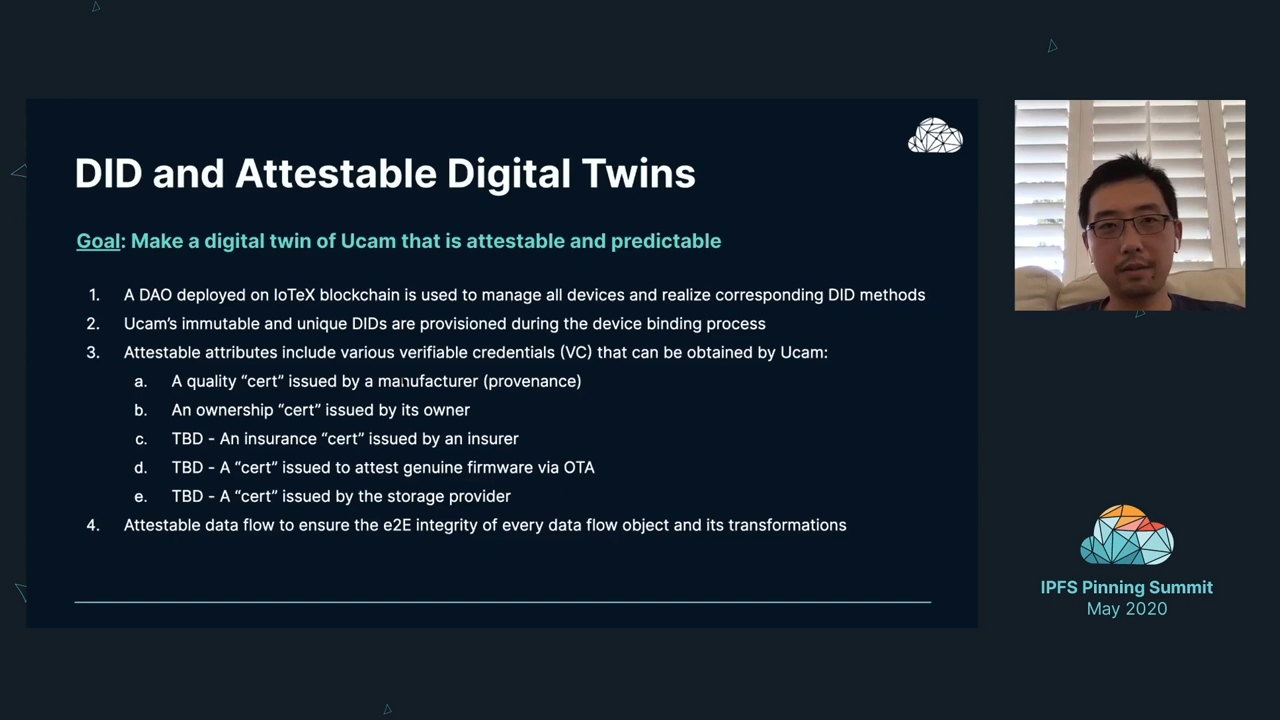 DID and Attestable Digital Twins
Goal: Make a digital twin of Ucam that is attestable and predictable
1. A DAO deployed on IoTeX blockchain is used to manage all devices and realize corresponding DID methods
2. Ucam's immutable and unique DIDs are provisioned during the device binding process
3. Attestable attributes include various verifiable credentials (VC) that can be obtained by Ucam:
a. A quality “cert” issued by a manufacturer (provenance)
b. An ownership “cert” issued by its owner
c. TBD - An insurance “cert” issued by an insurer
d. TBD - A “cert” issued to attest genuine firmware via OTA
e. TBD - A “cert” issued by the storage provider
4. Attestable data flow to ensure the e2E integrity of every data flow object and its transformations
IPFS Pinning Summit
May 2020